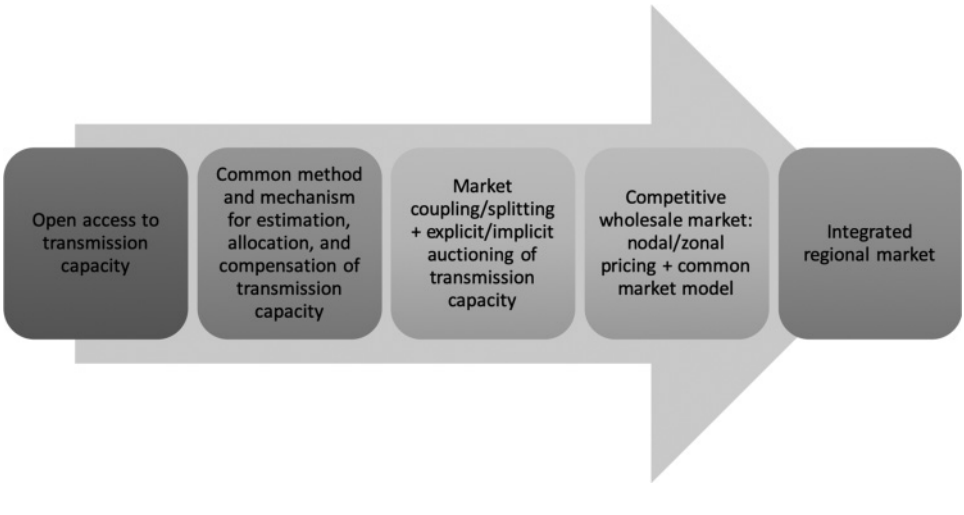 Open access to
transmission
capacity
Common method
and mechanism
for estimation,
allocation, and
compensation of
transmission
capacity
Market
coupling/splitting
+ explicit/implicit
auctioning of
transmission
capacity
Competitive
wholesale market:
nodal/zonal
pricing + common
market model
Integrated
regional market